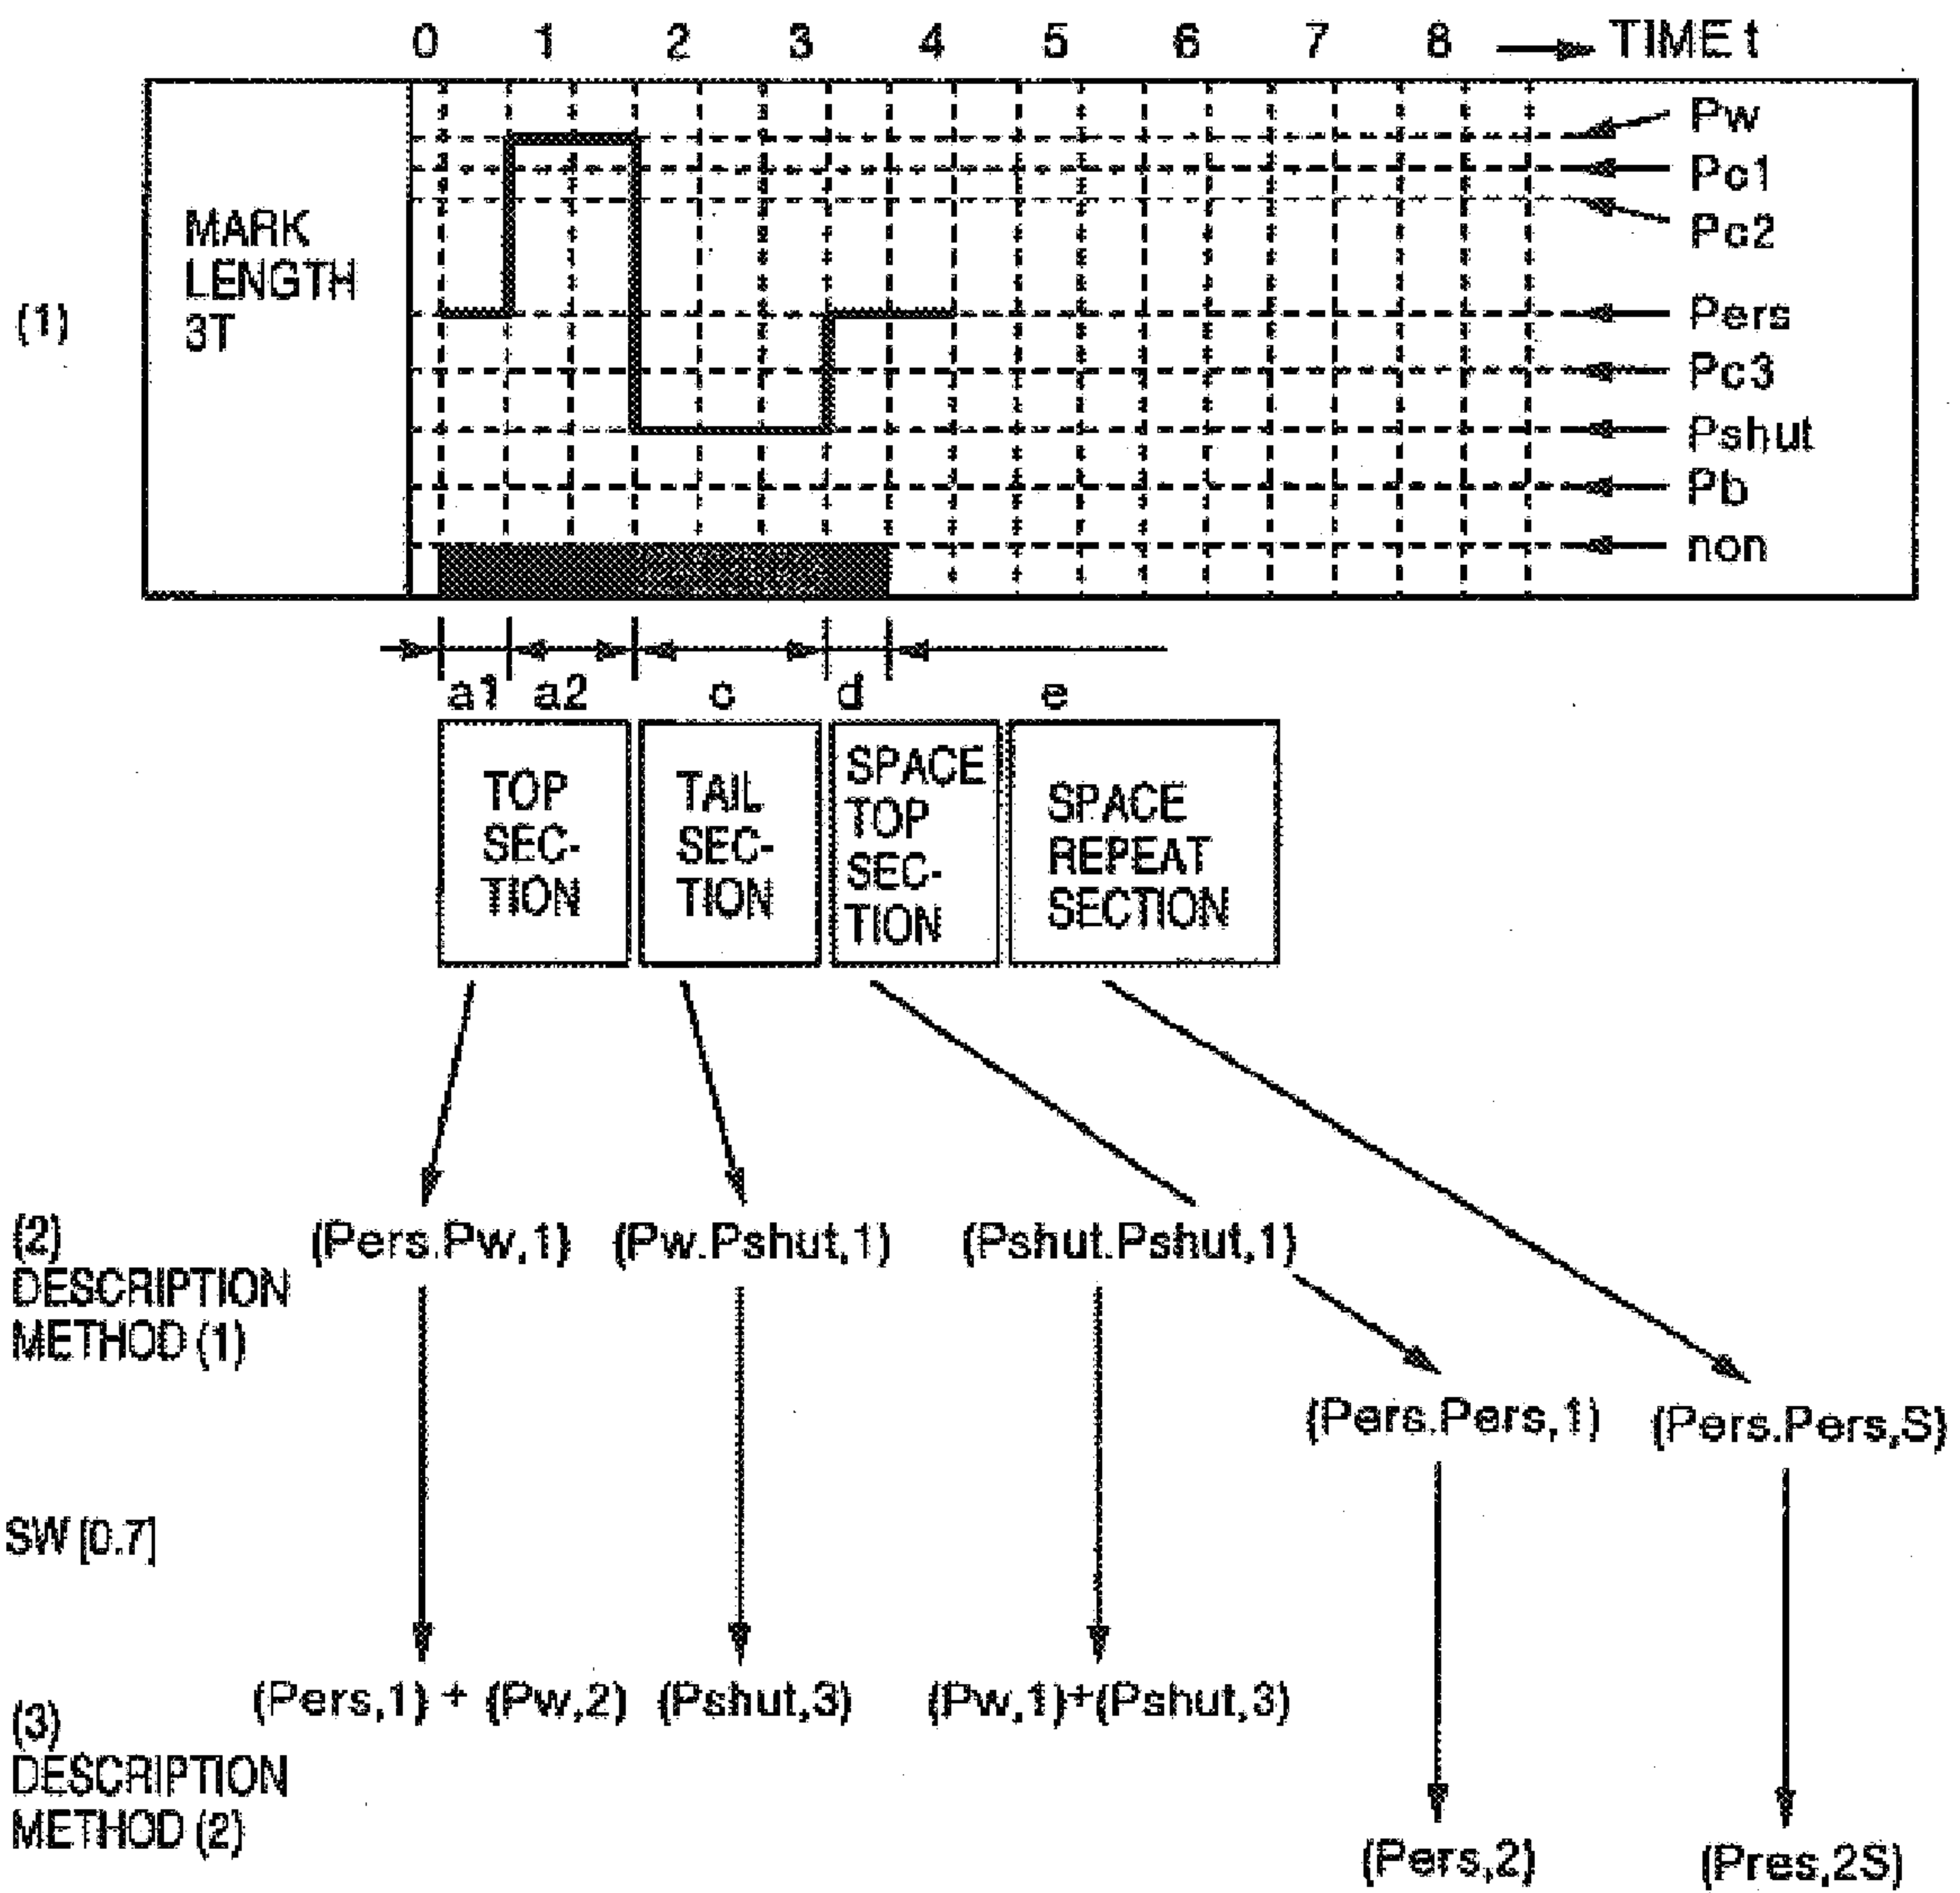 0 1 2 3 4 5 6 7 8 TIME t
Pw
Pc1
Pc2
Pers
Pc3
Pshut
Pb
non
(1)
MARK
LENGTH
3T
a1 a2 c d e
TOP
SEC-
TION
TAIL
SEC-
TION
SPACE
TOP
SEC-
TION
SPACE
REPEAT
SECTION
(2)
DESCRIPTION
METHOD (1)
(Pers.Pw,1) (Pw.Pshut,1) (Pshut.Pshut,1)
(Pers.Pers,1) (Pers.Pers,S)
SW [0.7]
(3)
DESCRIPTION
METHOD (2)
(Pers,1) + (Pw,2) (Pshut,3) (Pw,1)+(Pshut,3)
(Pers,2) (Pres,2S)